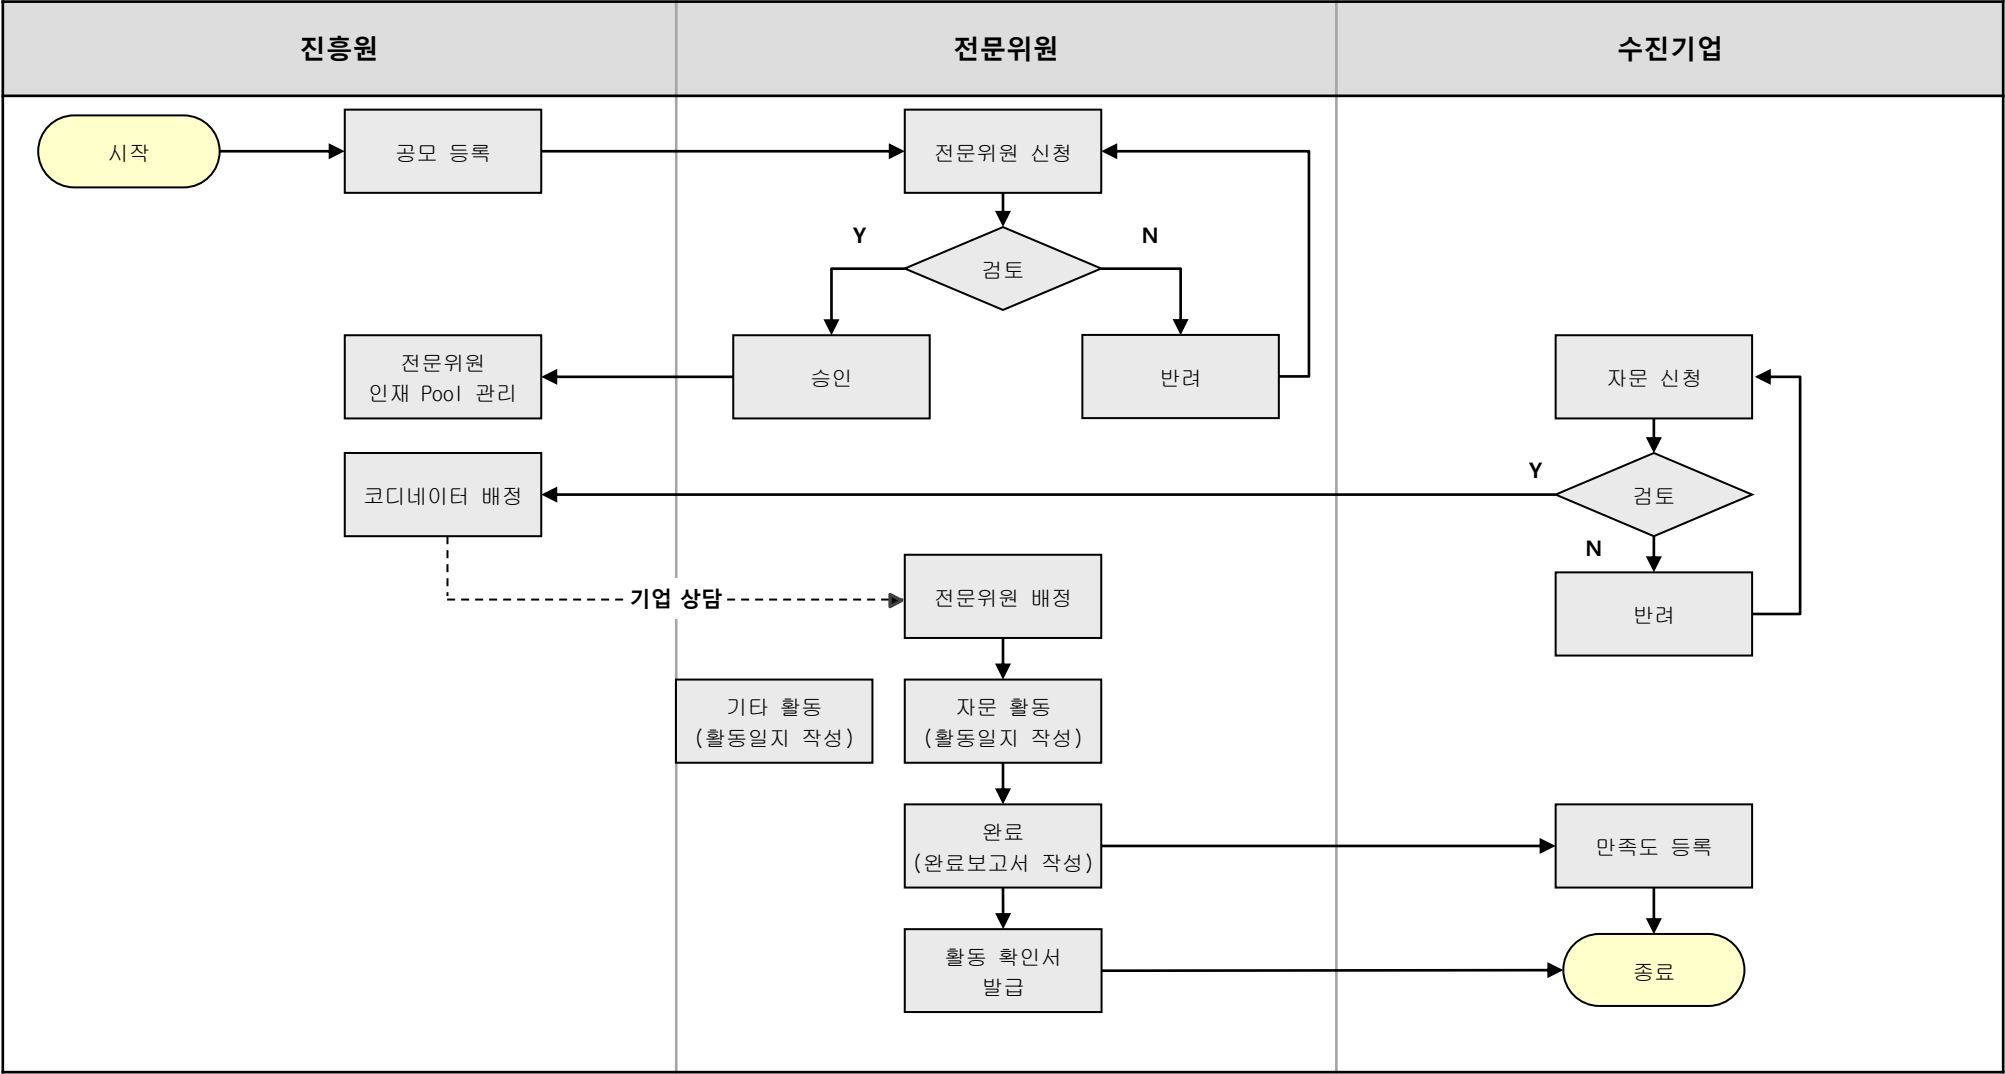 진흥원
전문위원
수진기업
시작
공모 등록
전문위원 신청
Y
N
검토
전문위원
인재 Pool 관리
승인
반려
자문 신청
코디네이터 배정
Y
검토
N
기업 상담
전문위원 배정
반려
기타 활동
(활동일지 작성)
자문 활동
(활동일지 작성)
완료
(완료보고서 작성)
만족도 등록
활동 확인서
발급
종료